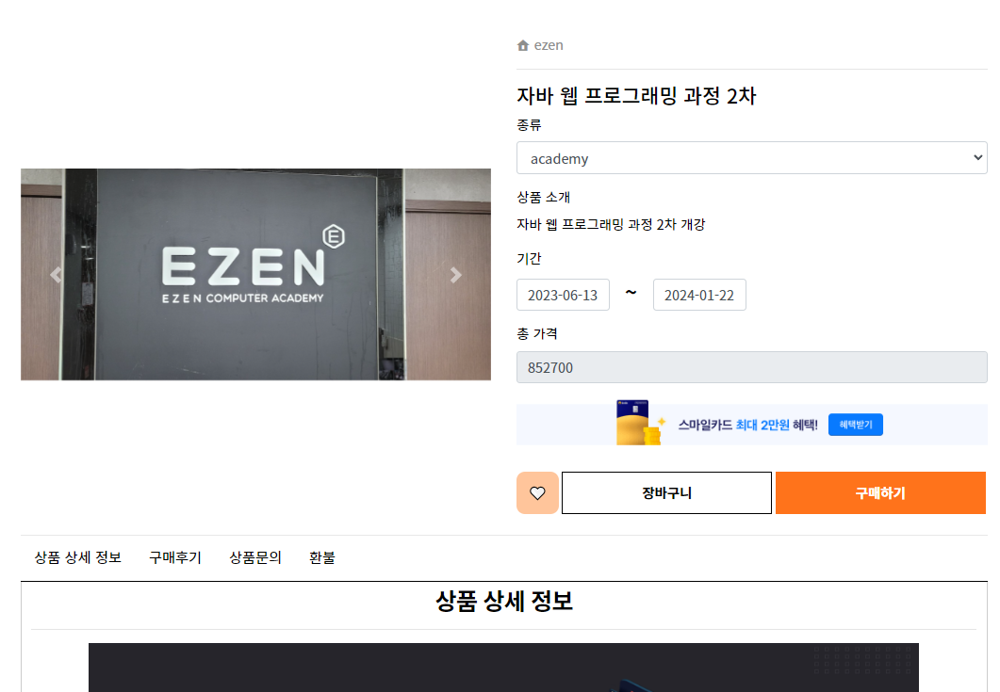 ezen
자바 웹 프로그래밍 과정 2차
종류
academy
상품 소개
자바 웹 프로그래밍 과정 2차 개강
기간
2023-06-13 ~ 2024-01-22
총 가격
852700
스마일카드 최대 2만원 혜택! 혜택받기
장바구니 구매하기
E
EZEN
EZEN COMPUTER ACADEMY
상품 상세 정보 구매후기 상품문의 환불
상품 상세 정보